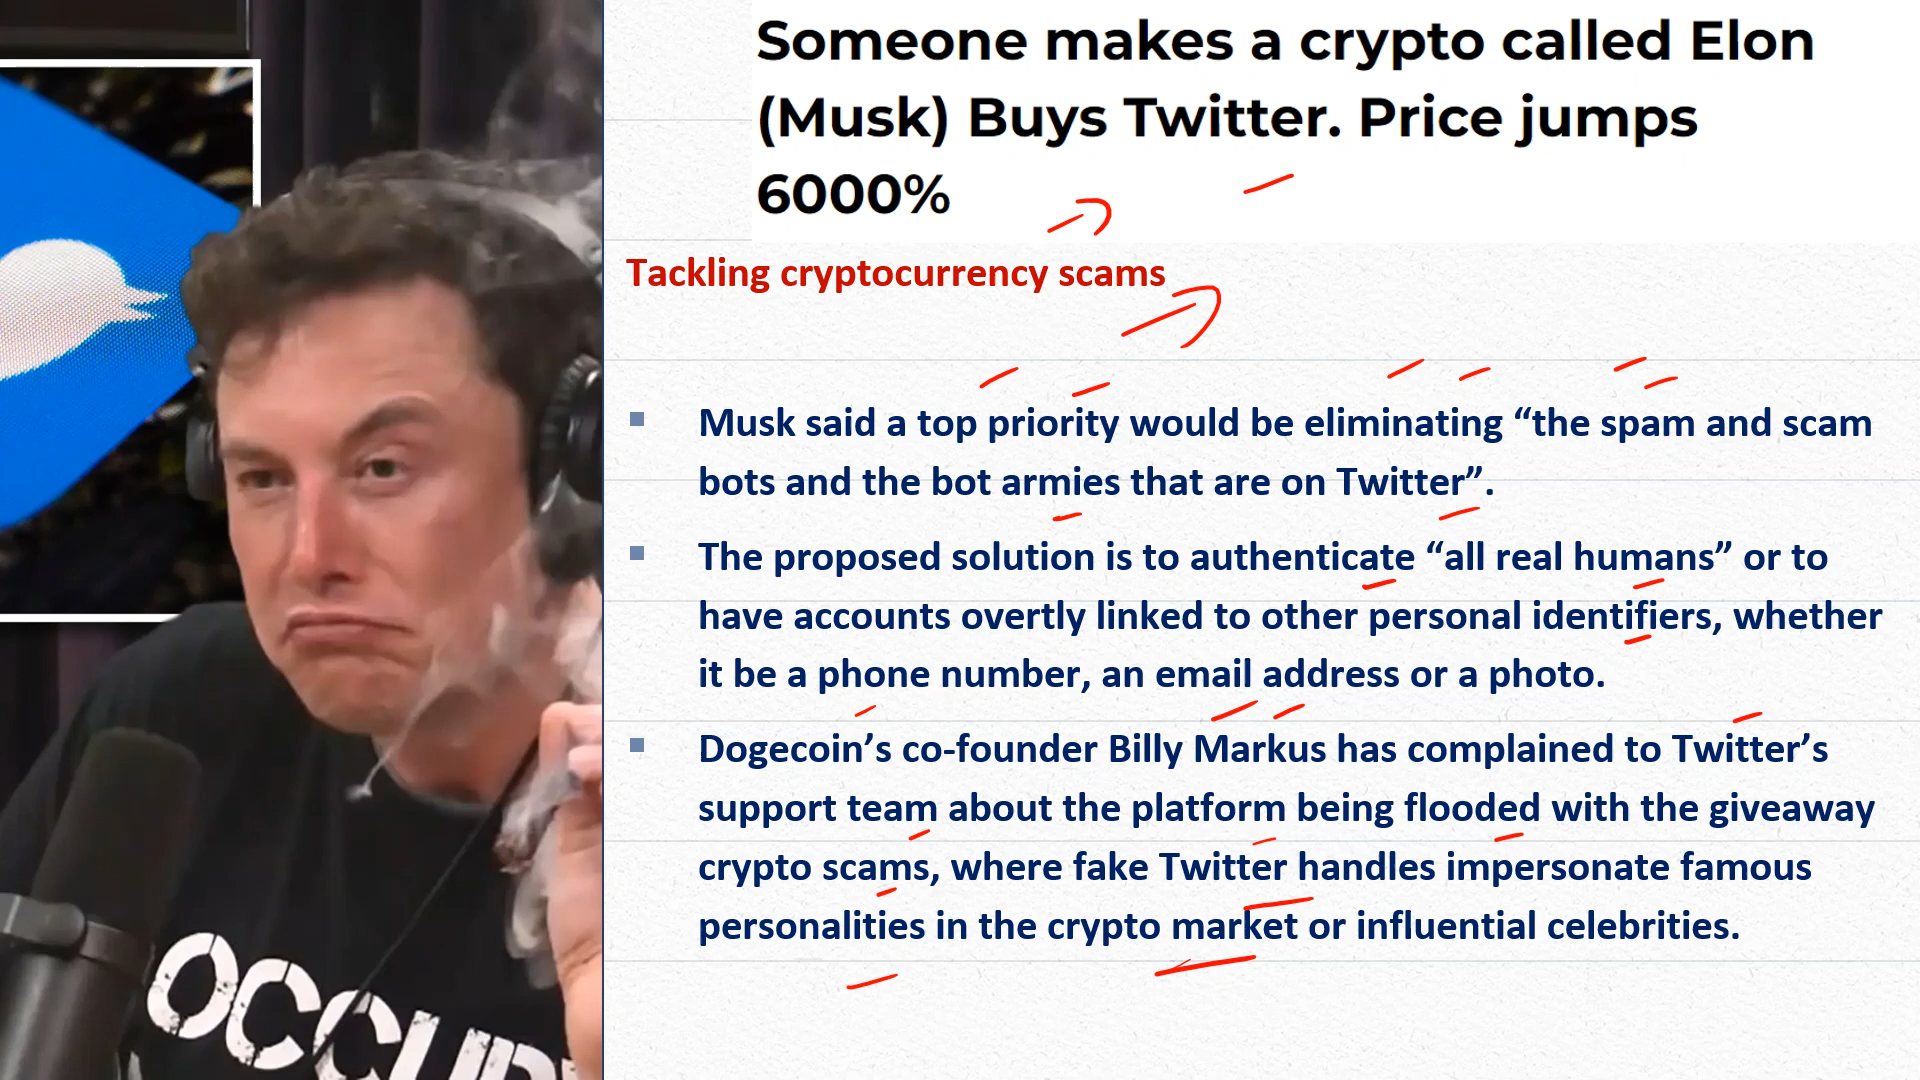 Someone makes a crypto called Elon
(Musk) Buys Twitter. Price jumps
6000%
Tackling cryptocurrency scams
Musk said a top priority would be eliminating “the spam and scam
bots and the bot armies that are on Twitter”.
The proposed solution is to authenticate “all real humans” or to
have accounts overtly linked to other personal identifiers, whether
it be a phone number, an email address or a photo.
Dogecoin’s co-founder Billy Markus has complained to Twitter’s
support team about the platform being flooded with the giveaway
crypto scams, where fake Twitter handles impersonate famous
personalities in the crypto market or influential celebrities.